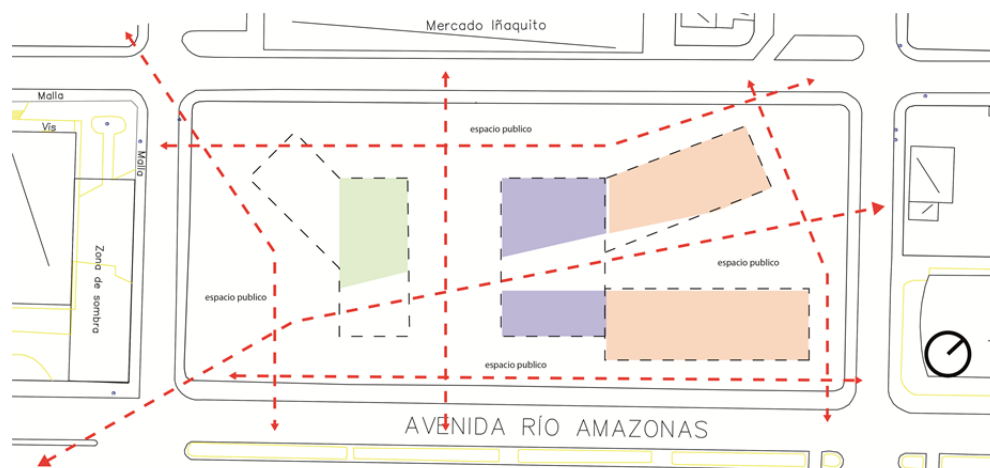 Mercado Iñaquito
Malla
Vis
Malla
espacio publico
Zona de sombra
espacio publico
espacio publico
espacio publico
AVENIDA RÍO AMAZONAS